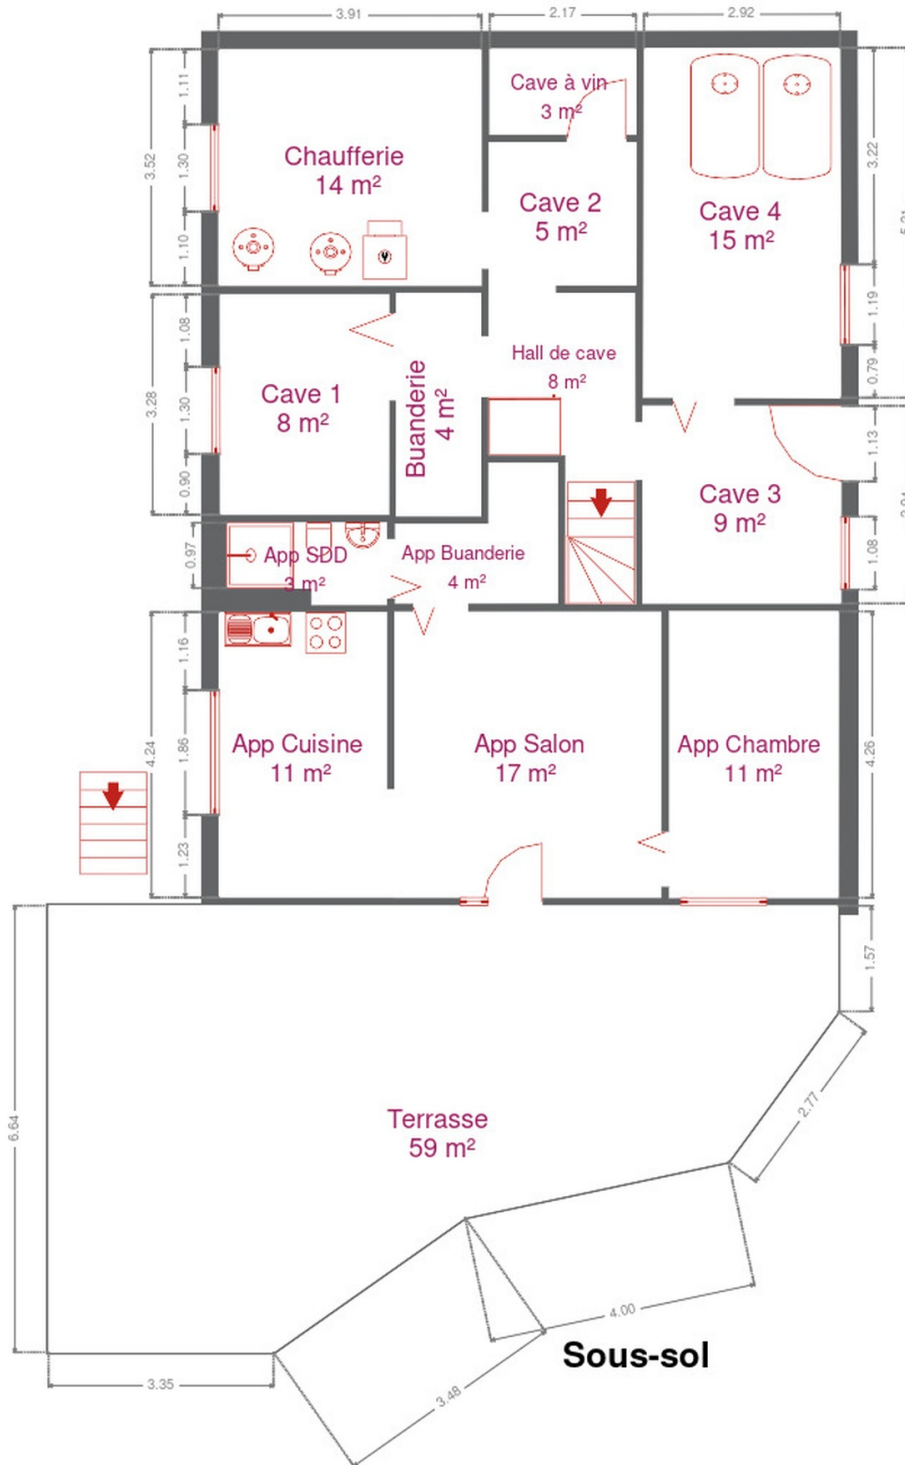 3.91
2.17
2.92
1.11
3.52
1.30
1.10
Chaufferie
14 m²
Cave à vin
3 m²
Cave 2
5 m²
Cave 4
15 m²
3.22
1.19
0.79
1.08
3.28
1.30
0.90
Cave 1
8 m²
Buanderie
4 m²
Hall de cave
8 m²
Cave 3
9 m²
1.13
1.08
0.97
App SDD
3 m²
App Buanderie
4 m²
1.16
4.24
1.86
1.23
App Cuisine
11 m²
App Salon
17 m²
App Chambre
11 m²
4.26
1.57
6.64
Terrasse
59 m²
2.77
4.00
3.48
3.35
Sous-sol